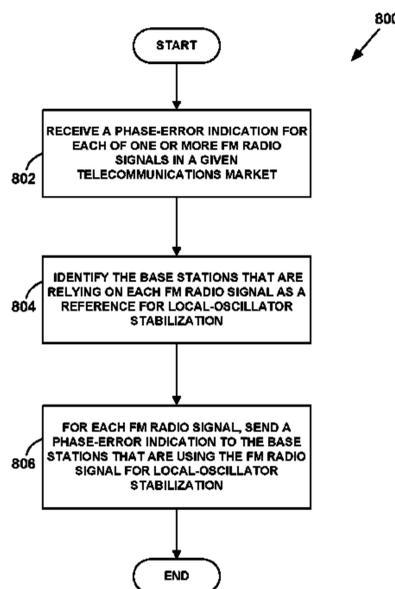 800
START
RECEIVE A PHASE-ERROR INDICATION FOR
EACH OF ONE OR MORE FM RADIO
SIGNALS IN A GIVEN
TELECOMMUNICATIONS MARKET
802
IDENTIFY THE BASE STATIONS THAT ARE
RELYING ON EACH FM RADIO SIGNAL AS A
REFERENCE FOR LOCAL-OSCILLATOR
STABILIZATION
804
FOR EACH FM RADIO SIGNAL, SEND A
PHASE-ERROR INDICATION TO THE BASE
STATIONS THAT ARE USING THE FM RADIO
SIGNAL FOR LOCAL-OSCILLATOR
STABILIZATION
806
END